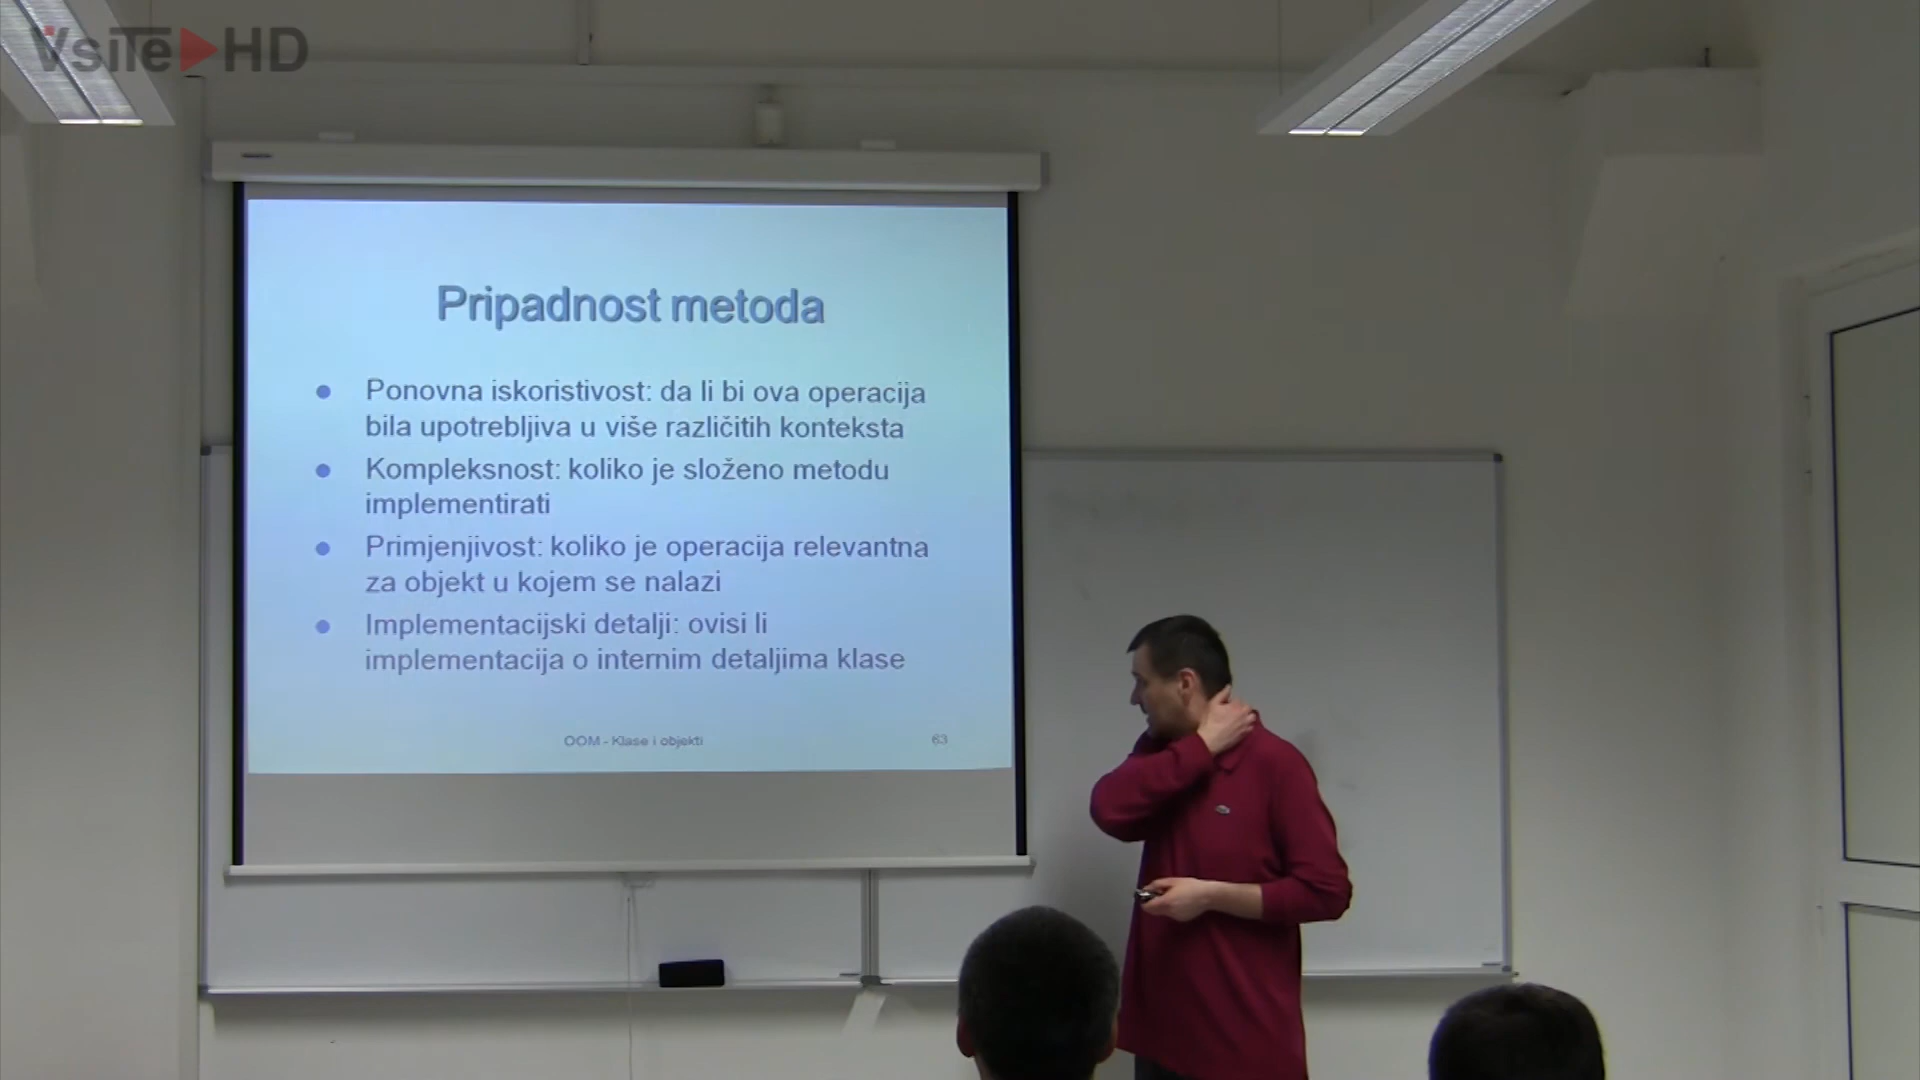 VsiTe HD
Pripadnost metoda
Ponovna iskoristivost: da li bi ova operacija
bila upotrebljiva u više različitih konteksta
Kompleksnost: koliko je složeno metodu
implementirati
Primjenjivost: koliko je operacija relevantna
za objekt u kojem se nalazi
Implementacijski detalji: ovisi li
implementacija o internim detaljima klase
OOM - Klase i objekti
63